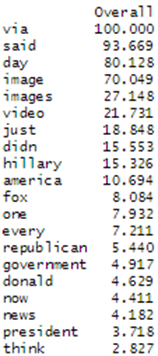 Overall
via 100.000
said 93.669
day 80.128
image 70.049
images 27.148
video 21.731
just 18.848
didn 15.553
hillary 15.326
america 10.694
fox 8.084
one 7.932
every 7.211
republican 5.440
government 4.917
donald 4.629
now 4.411
news 4.182
president 3.718
think 2.827